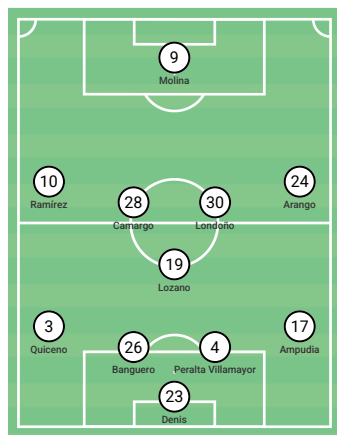 9
Molina
10
Ramírez
24
Arango
28
Camargo
30
Londoño
19
Lozano
3
Quiceno
17
Ampudia
26
Banguero
4
Peralta Villamayor
23
Denis